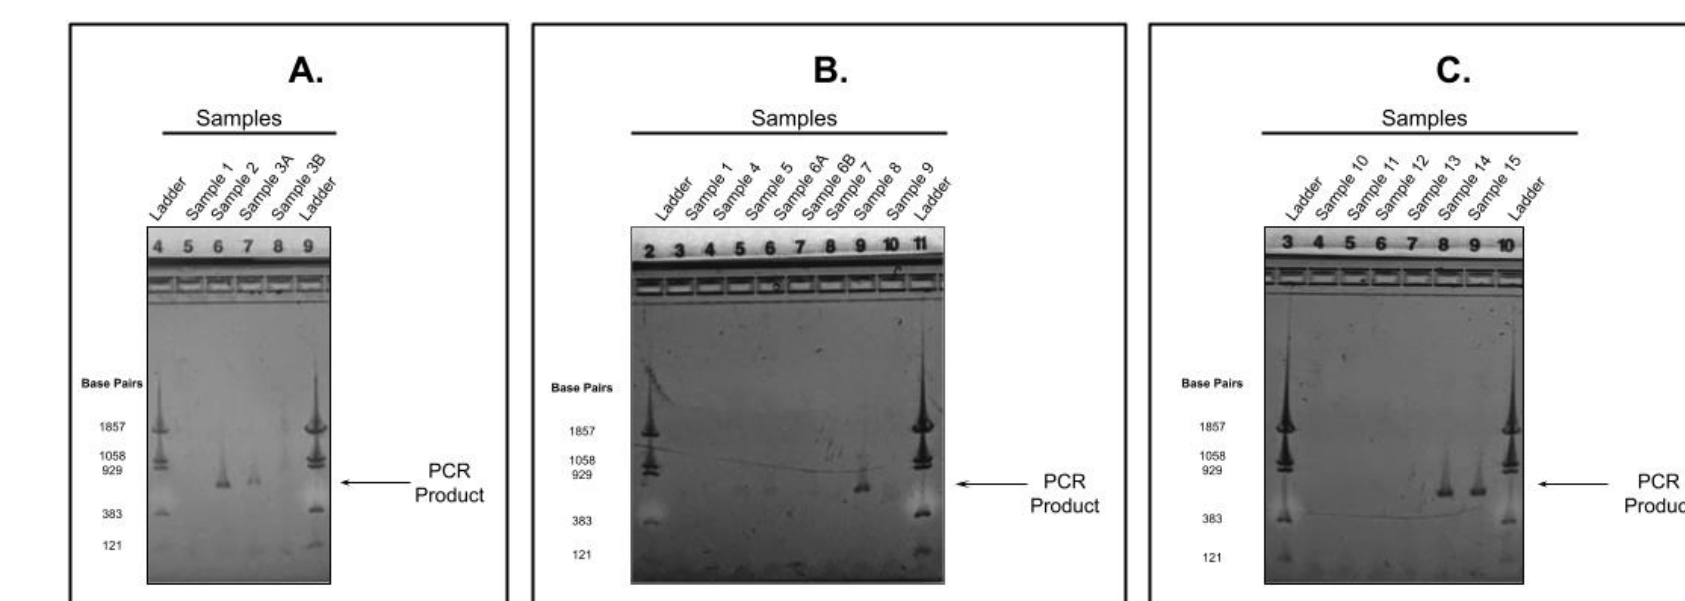 A.
Samples
Ladder
Sample 1
Sample 2
Sample 3A
Sample 3B
Ladder
4 5 6 7 8 9
Base Pairs
1857
1058
929
383
121
PCR
Product
B.
Samples
Ladder
Sample 1
Sample 4
Sample 5
Sample 6A
Sample 6B
Sample 7
Sample 8
Sample 9
Ladder
2 3 4 5 6 7 8 9 10 11
Base Pairs
1857
1058
929
383
121
PCR
Product
C.
Samples
Ladder
Sample 10
Sample 11
Sample 12
Sample 13
Sample 14
Sample 15
Ladder
3 4 5 6 7 8 9 10
Base Pairs
1857
1058
929
383
121
PCR
Produc